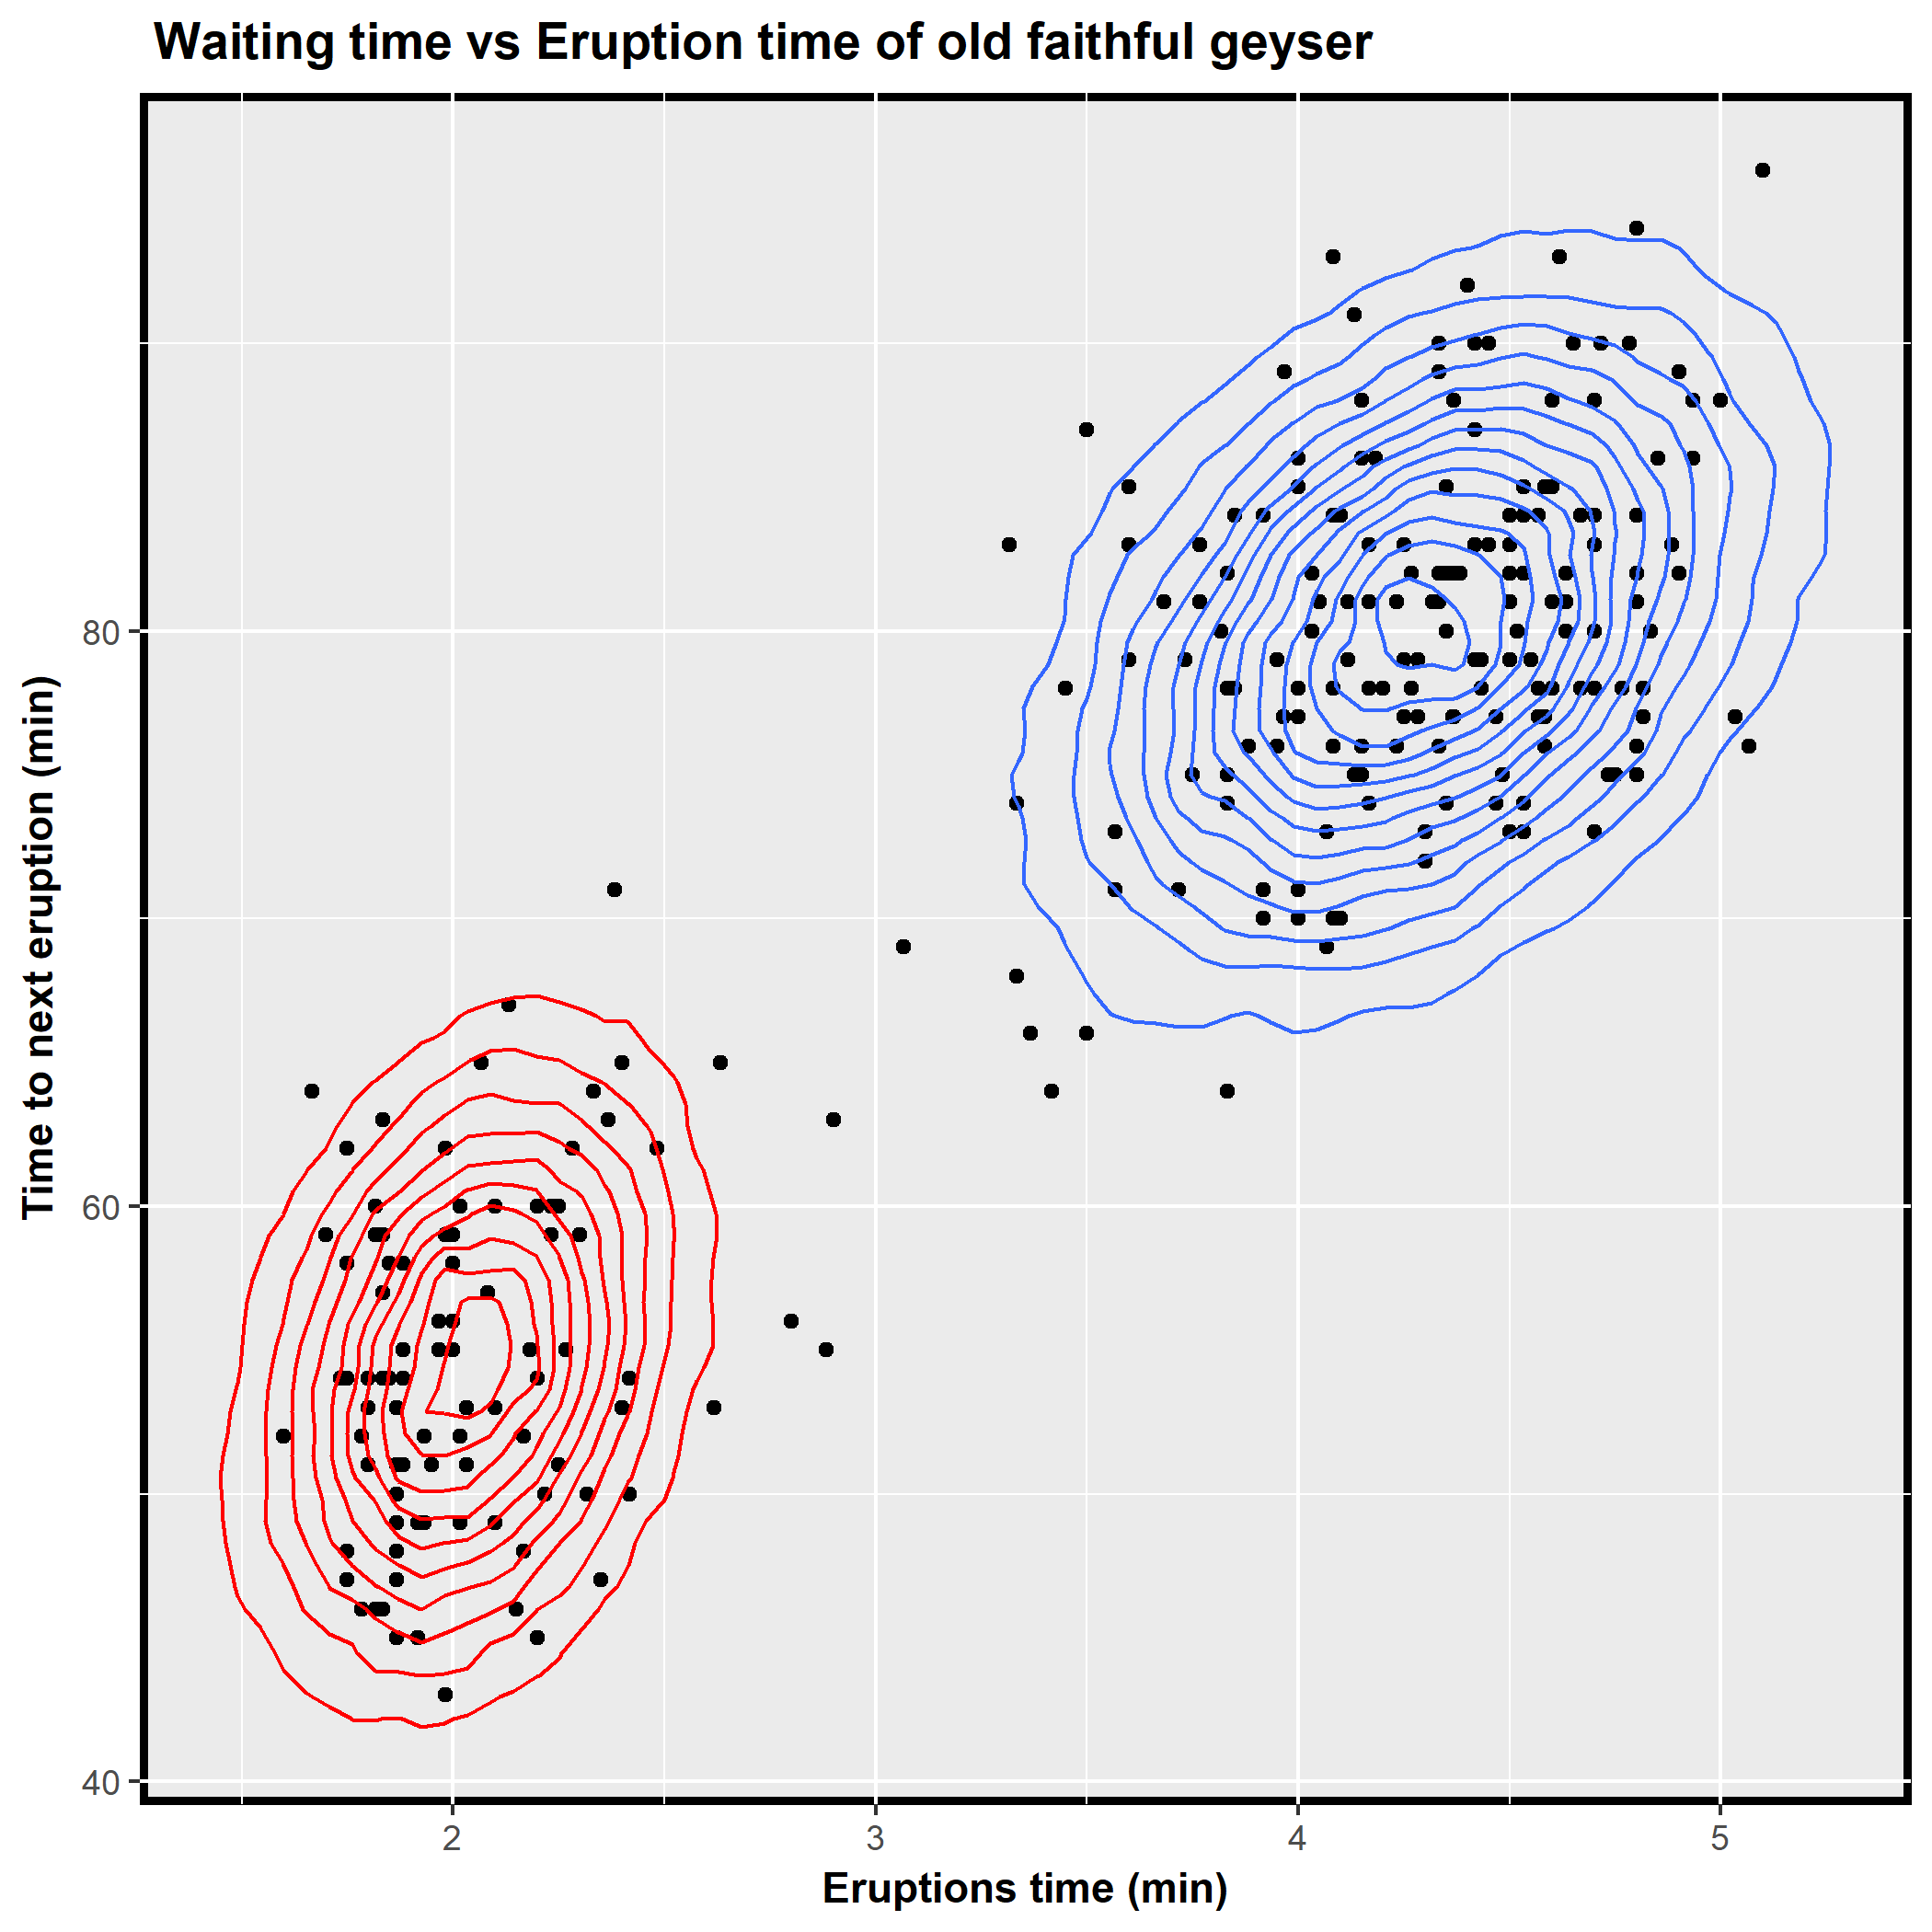 Waiting time vs Eruption time of old faithful geyser
Time to next eruption (min)
80
60
40
2 3 4 5
Eruptions time (min)